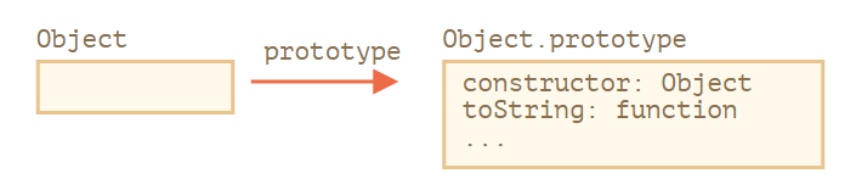 Object
prototype
Object.prototype
constructor: Object
toString: function
...